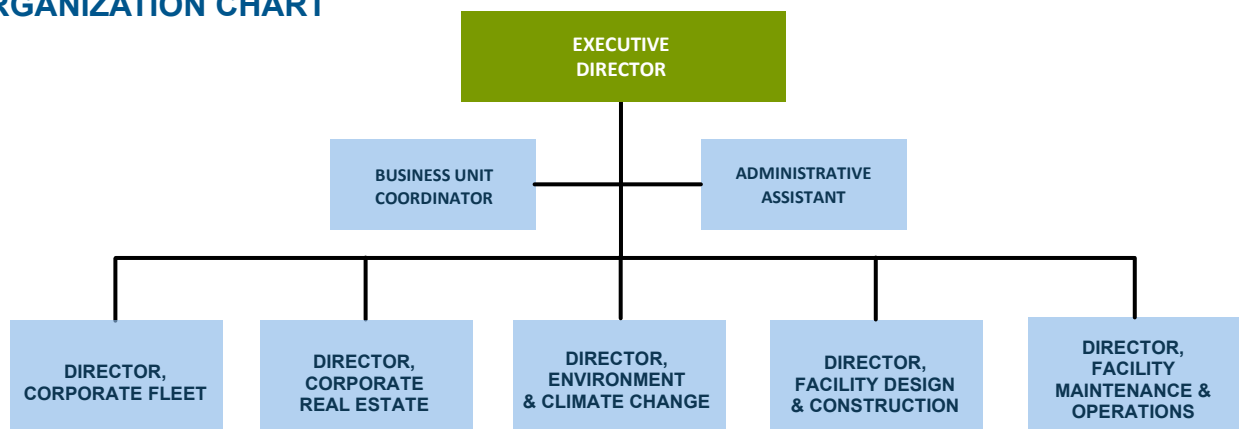 RGANIZATION CHART
EXECUTIVE
DIRECTOR
BUSINESS UNIT
COORDINATOR
ADMINISTRATIVE
ASSISTANT
DIRECTOR,
CORPORATE FLEET
DIRECTOR,
CORPORATE
REAL ESTATE
DIRECTOR,
ENVIRONMENT
& CLIMATE CHANGE
DIRECTOR,
FACILITY DESIGN
& CONSTRUCTION
DIRECTOR,
FACILITY
MAINTENANCE &
OPERATIONS